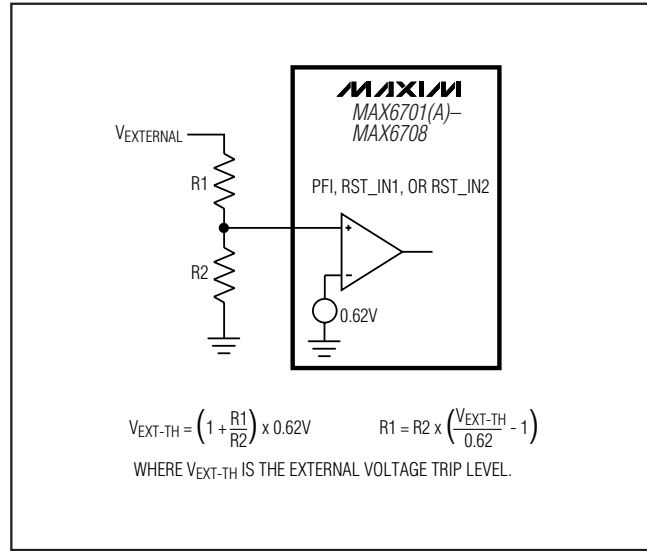 MAXIM
MAX6701(A)–
MAX6708
VEXTERNAL
R1
PFI, RST_IN1, OR RST_IN2
+
R2
-
0.62V
VEXT-TH = (1 + R1/R2) x 0.62V
R1 = R2 x (VEXT-TH/0.62 - 1)
WHERE VEXT-TH IS THE EXTERNAL VOLTAGE TRIP LEVEL.